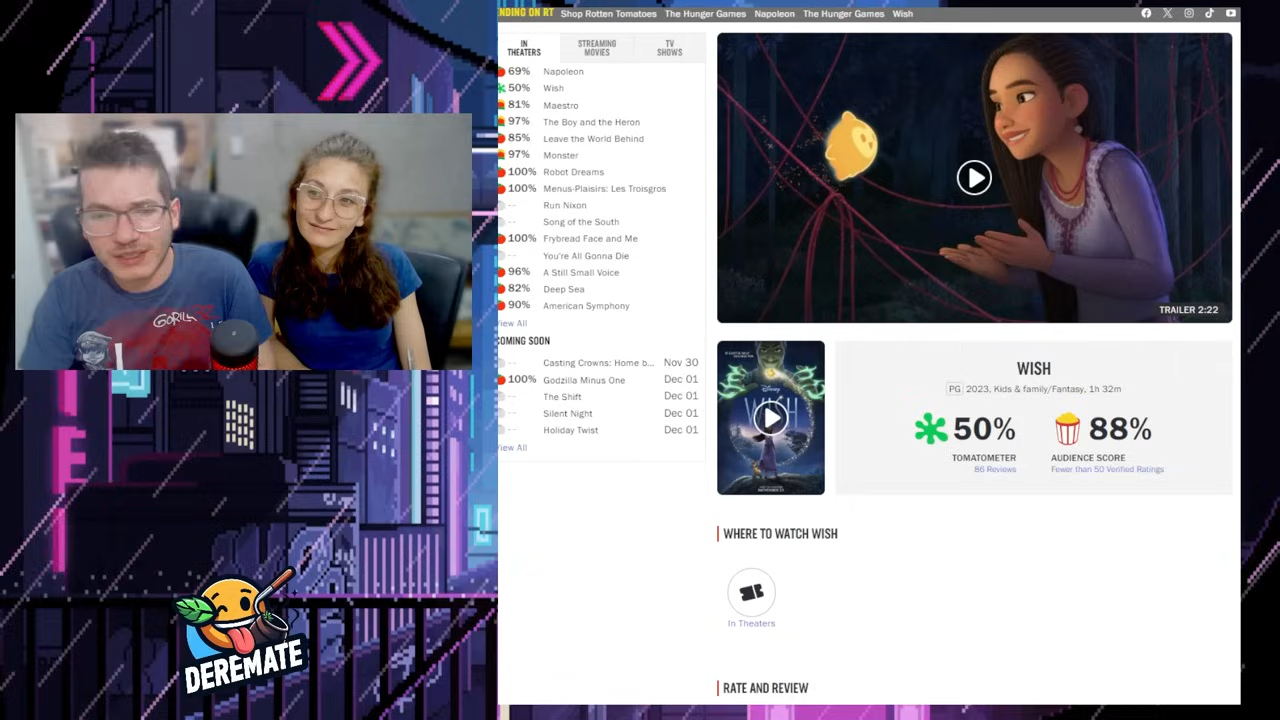 NDING ON RT Shop Rotten Tomatoes The Hunger Games Napoleon The Hunger Games Wish
IN THEATERS
STREAMING MOVIES
TV SHOWS
69% Napoleon
50% Wish
81% Maestro
97% The Boy and the Heron
85% Leave the World Behind
97% Monster
100% Robot Dreams
100% Menus-Plaisirs: Les Troisgros
- - Run Nixon
- - Song of the South
100% Frybread Face and Me
- - You're All Gonna Die
96% A Still Small Voice
82% Deep Sea
90% American Symphony
View All
COMING SOON
- - Casting Crowns: Home b... Nov 30
100% Godzilla Minus One Dec 01
- - The Shift Dec 01
- - Silent Night Dec 01
- - Holiday Twist Dec 01
View All
GORILLAZ
DEREMATE
TRAILER 2:22
Disney
WISH
WISH
PG 2023, Kids & family/Fantasy, 1h 32m
50% 88%
TOMATOMETER AUDIENCE SCORE
86 Reviews Fewer than 50 Verified Ratings
WHERE TO WATCH WISH
In Theaters
RATE AND REVIEW